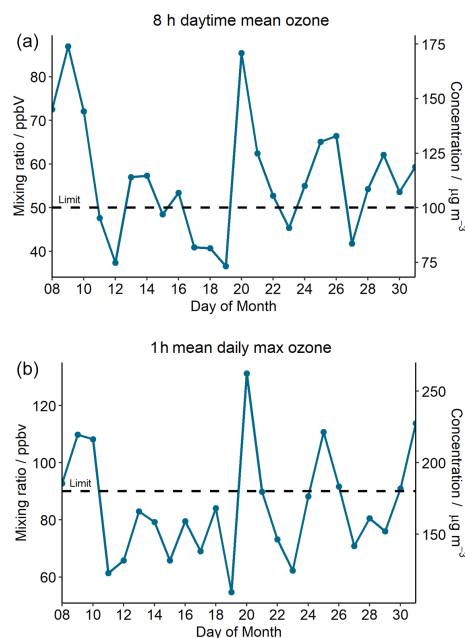 8 h daytime mean ozone
(a)
Mixing ratio / ppbV
80
70
60
50
40
Limit
175
150
125
100
75
Concentration / μg m⁻³
08 10 12 14 16 18 20 22 24 26 28 30
Day of Month
1h mean daily max ozone
(b)
Mixing ratio / ppbv
120
100
80
60
Limit
250
200
150
Concentration / μg m⁻³
08 10 12 14 16 18 20 22 24 26 28 30
Day of Month